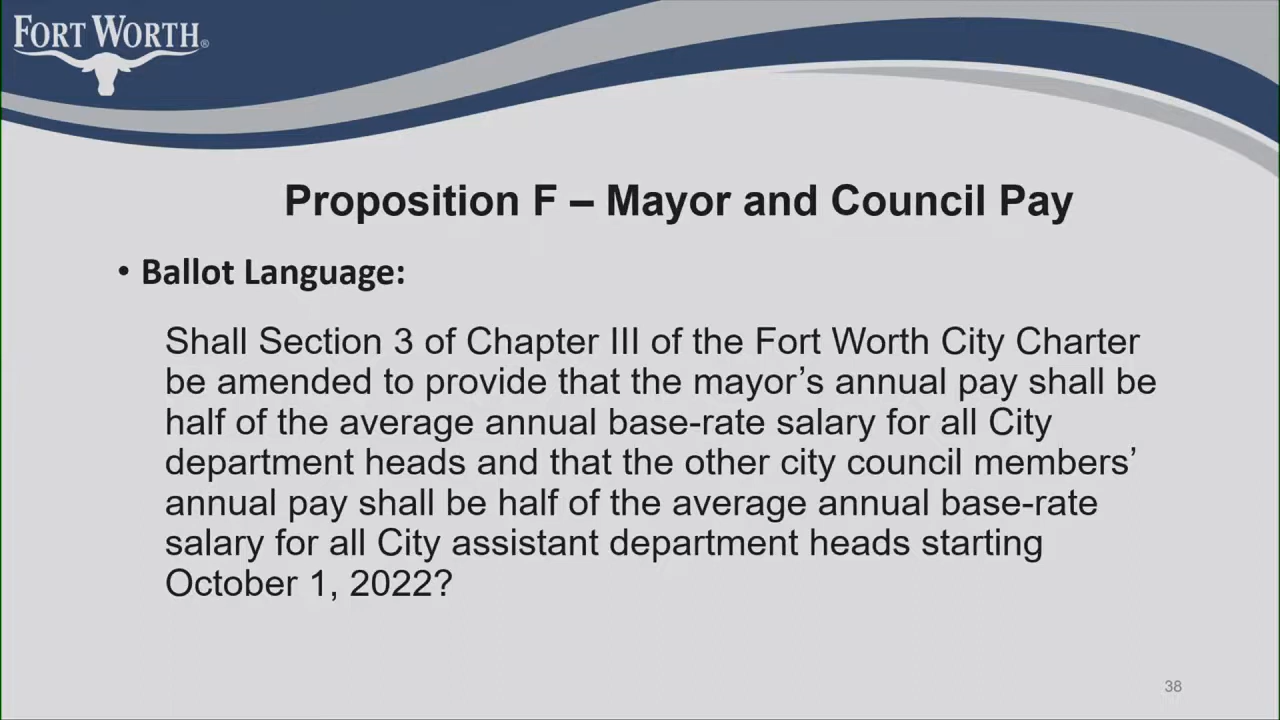 FORT WORTH®
Proposition F – Mayor and Council Pay
• Ballot Language:
Shall Section 3 of Chapter III of the Fort Worth City Charter
be amended to provide that the mayor’s annual pay shall be
half of the average annual base-rate salary for all City
department heads and that the other city council members’
annual pay shall be half of the average annual base-rate
salary for all City assistant department heads starting
October 1, 2022?
38